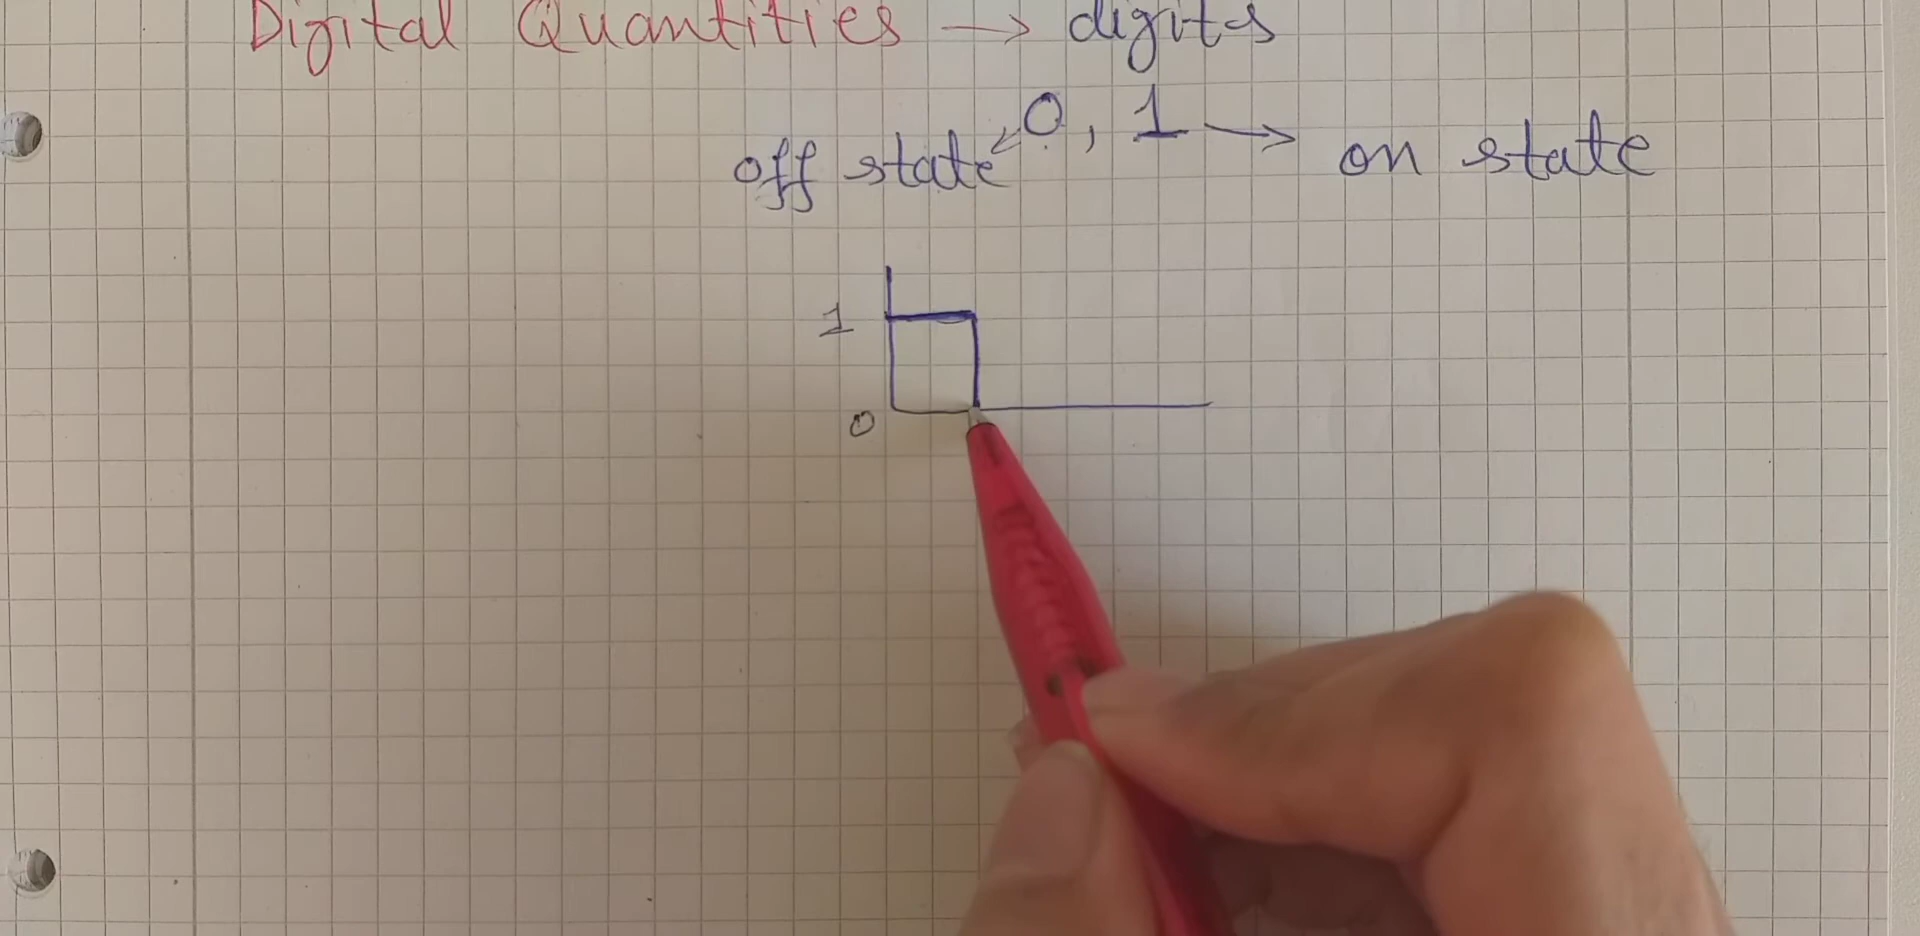 Digital Quantities → digits
0, 1 → on state
off state
1
0